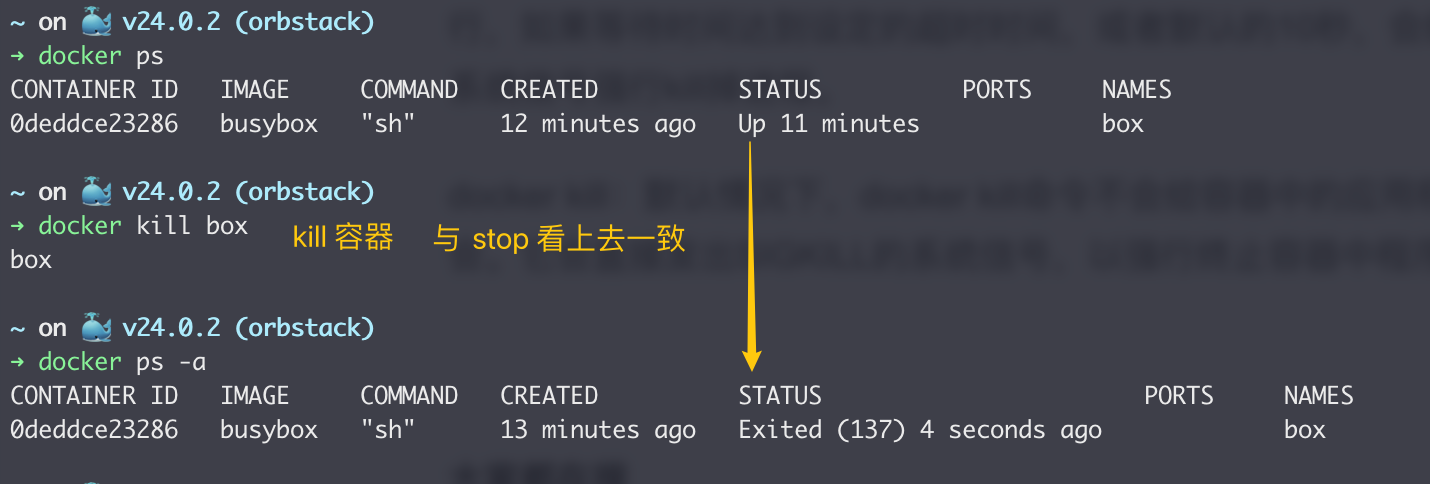 ~ on 🐳 v24.0.2 (orbstack)
→ docker ps
CONTAINER ID IMAGE COMMAND CREATED STATUS PORTS NAMES
0deddce23286 busybox "sh" 12 minutes ago Up 11 minutes box
~ on 🐳 v24.0.2 (orbstack)
→ docker kill box
kill 容器 与 stop 看上去一致
box
~ on 🐳 v24.0.2 (orbstack)
→ docker ps -a
CONTAINER ID IMAGE COMMAND CREATED STATUS PORTS NAMES
0deddce23286 busybox "sh" 13 minutes ago Exited (137) 4 seconds ago box